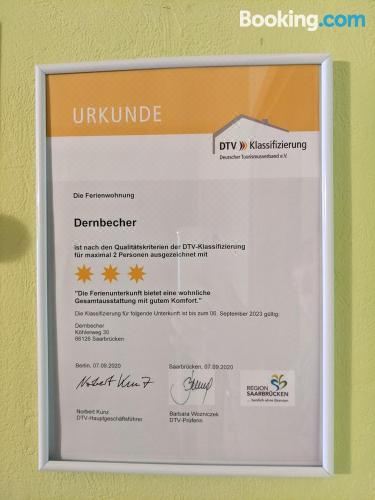 Booking.com
URKUNDE
DTV Klassifizierung
Deutscher Tourismusverband e.V.
Die Ferienwohnung
Dernbecher
ist nach den Qualitätskriterien der DTV-Klassifizierung
für maximal 2 Personen ausgezeichnet mit
"Die Ferienunterkunft bietet eine wohnliche
Gesamtausstattung mit gutem Komfort."
Die Klassifizierung für folgende Unterkunft ist bis zum 06. September 2023 gültig:
Dernbecher
Köhlerweg 30
66126 Saarbrücken
Berlin, 07.09.2020 Saarbrücken, 07.09.2020
Norbert Kunz
REGION
SAARBRÜCKEN
Norbert Kunz Barbara Wozniczek
DTV-Hauptgeschäftsführer DTV-Prüferin